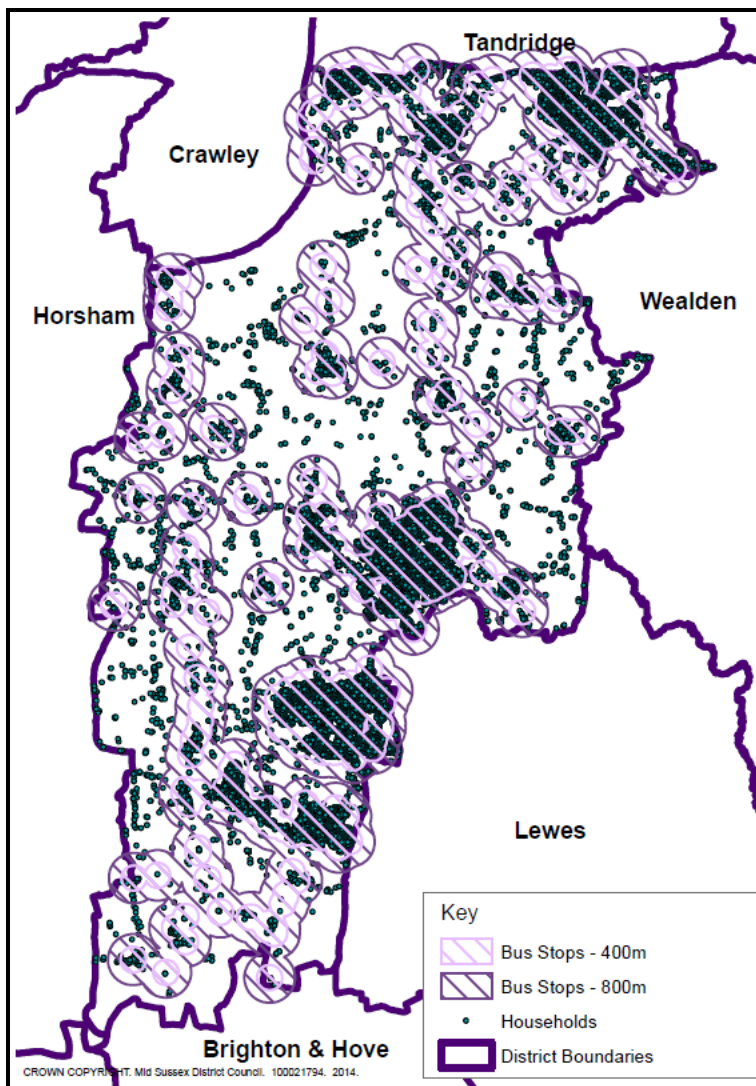 Tandridge
Crawley
Horsham
Wealden
Lewes
Key
Bus Stops - 400m
Bus Stops - 800m
Households
District Boundaries
Brighton & Hove
CROWN COPYRIGHT. Mid Sussex District Council. 100021794. 2014.